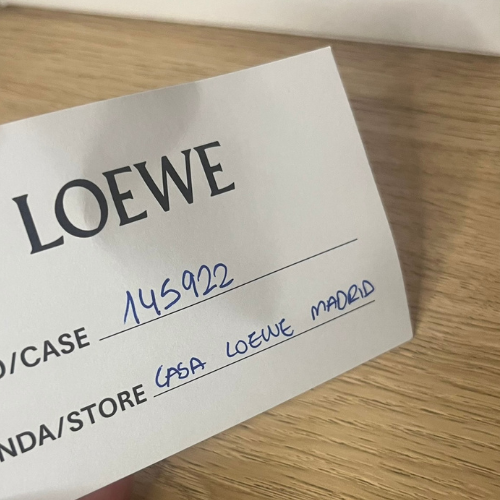 LOEWE
O/CASE 145922
NDA/STORE CASA LOEWE MADRID